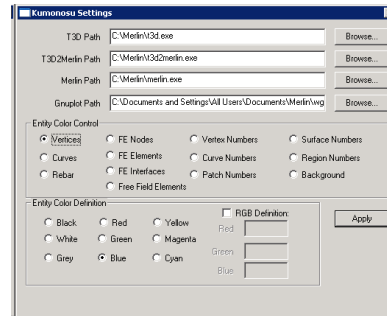 Kumonosu Settings
T3D Path C:\Merlin\t3d.exe Browse...
T3D2Merlin Path C:\Merlin\t3d2merlin.exe Browse...
Merlin Path C:\Merlin\merlin.exe Browse...
Gnuplot Path C:\Documents and Settings\All Users\Documents\Merlin\wg Browse...
Entity Color Control
Vertices FE Nodes Vertex Numbers Surface Numbers
Curves FE Elements Curve Numbers Region Numbers
Rebar FE Interfaces Patch Numbers Background
Free Field Elements
Entity Color Definition
RGB Definition:
Black Red Yellow Red Apply
White Green Magenta
Grey Blue Cyan Green
Blue